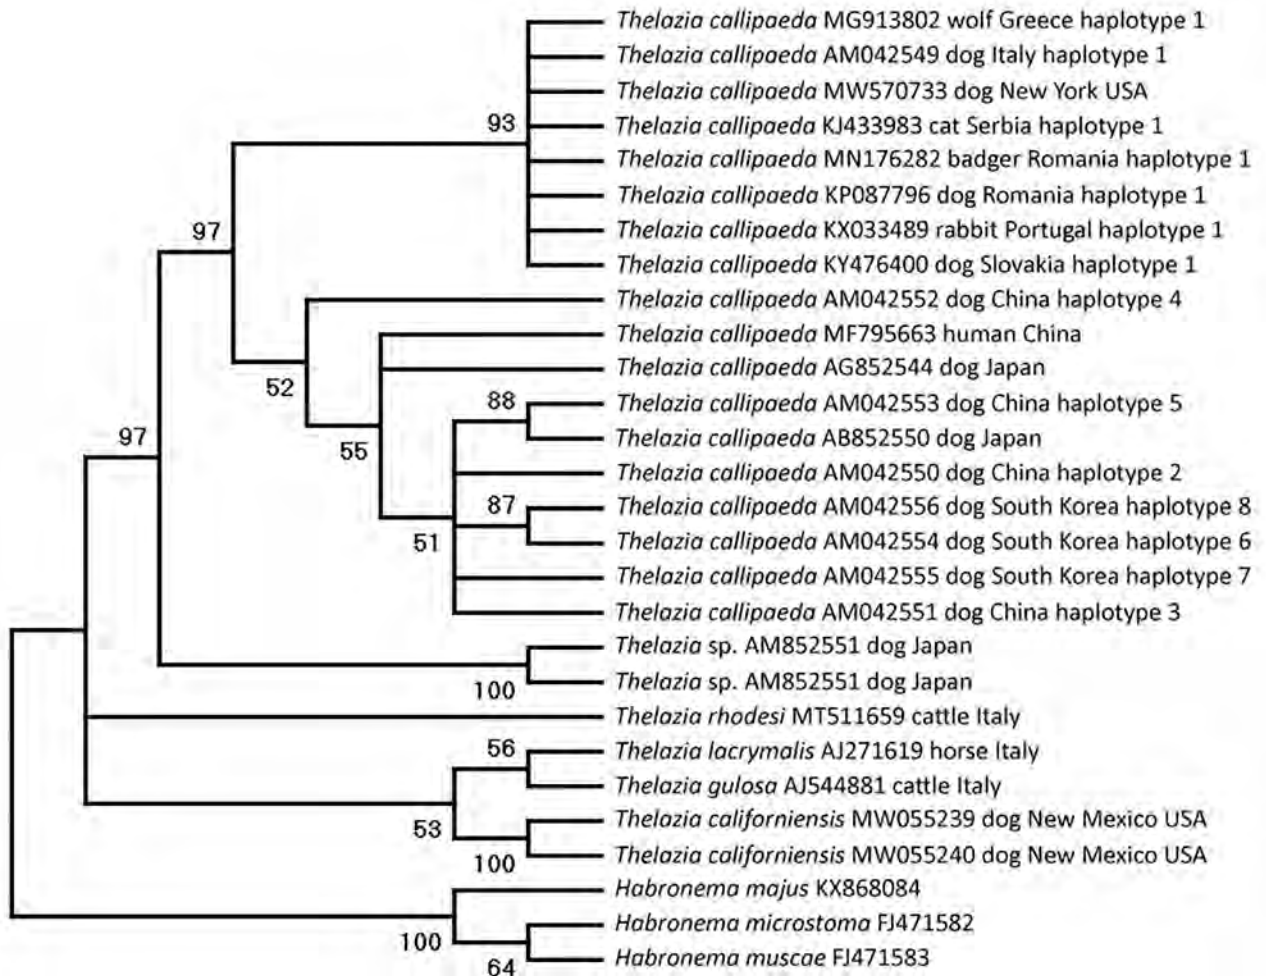 Thelazia callipaeda MG913802 wolf Greece haplotype 1
Thelazia callipaeda AM042549 dog Italy haplotype 1
Thelazia callipaeda MW570733 dog New York USA
93
Thelazia callipaeda KJ433983 cat Serbia haplotype 1
Thelazia callipaeda MN176282 badger Romania haplotype 1
Thelazia callipaeda KP087796 dog Romania haplotype 1
97
Thelazia callipaeda KX033489 rabbit Portugal haplotype 1
Thelazia callipaeda KY476400 dog Slovakia haplotype 1
Thelazia callipaeda AM042552 dog China haplotype 4
Thelazia callipaeda MF795663 human China
Thelazia callipaeda AG852544 dog Japan
52
88
Thelazia callipaeda AM042553 dog China haplotype 5
97
Thelazia callipaeda AB852550 dog Japan
55
Thelazia callipaeda AM042550 dog China haplotype 2
87
Thelazia callipaeda AM042556 dog South Korea haplotype 8
51
Thelazia callipaeda AM042554 dog South Korea haplotype 6
Thelazia callipaeda AM042555 dog South Korea haplotype 7
Thelazia callipaeda AM042551 dog China haplotype 3
Thelazia sp. AM852551 dog Japan
Thelazia sp. AM852551 dog Japan
100
Thelazia rhodesi MT511659 cattle Italy
56
Thelazia lacrymalis AJ271619 horse Italy
Thelazia gulosa AJ544881 cattle Italy
53
Thelazia californiensis MW055239 dog New Mexico USA
Thelazia californiensis MW055240 dog New Mexico USA
100
Habronema majus KX868084
Habronema microstoma FJ471582
100
Habronema muscae FJ471583
64